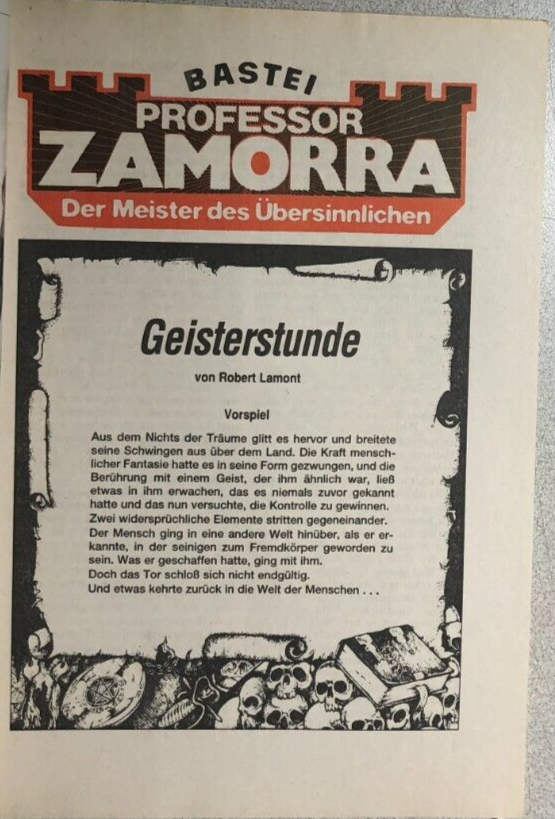 BASTEI
PROFESSOR
ZAMORRA
Der Meister des Übersinnlichen
Geisterstunde
von Robert Lamont
Vorspiel
Aus dem Nichts der Träume glitt es hervor und breitete
seine Schwingen aus über dem Land. Die Kraft mensch-
licher Fantasie hatte es in seine Form gezwungen, und die
Berührung mit einem Geist, der ihm ähnlich war, ließ
etwas in ihm erwachen, das es niemals zuvor gekannt
hatte und das nun versuchte, die Kontrolle zu gewinnen.
Zwei widersprüchliche Elemente stritten gegeneinander.
Der Mensch ging in eine andere Welt hinüber, als er er-
kannte, in der seinigen zum Fremdkörper geworden zu
sein. Was er geschaffen hatte, ging mit ihm.
Doch das Tor schloß sich nicht endgültig.
Und etwas kehrte zurück in die Welt der Menschen . . .